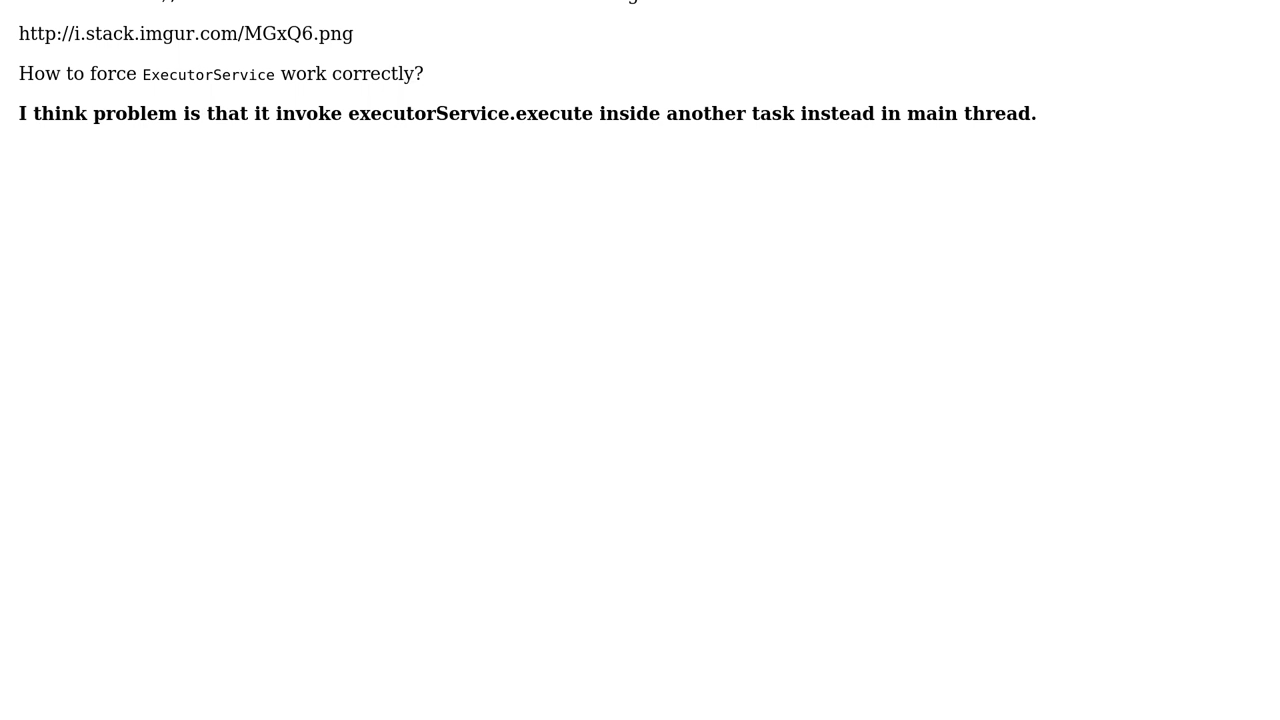 http://i.stack.imgur.com/MGxQ6.png
How to force ExecutorService work correctly?
I think problem is that it invoke executorService.execute inside another task instead in main thread.